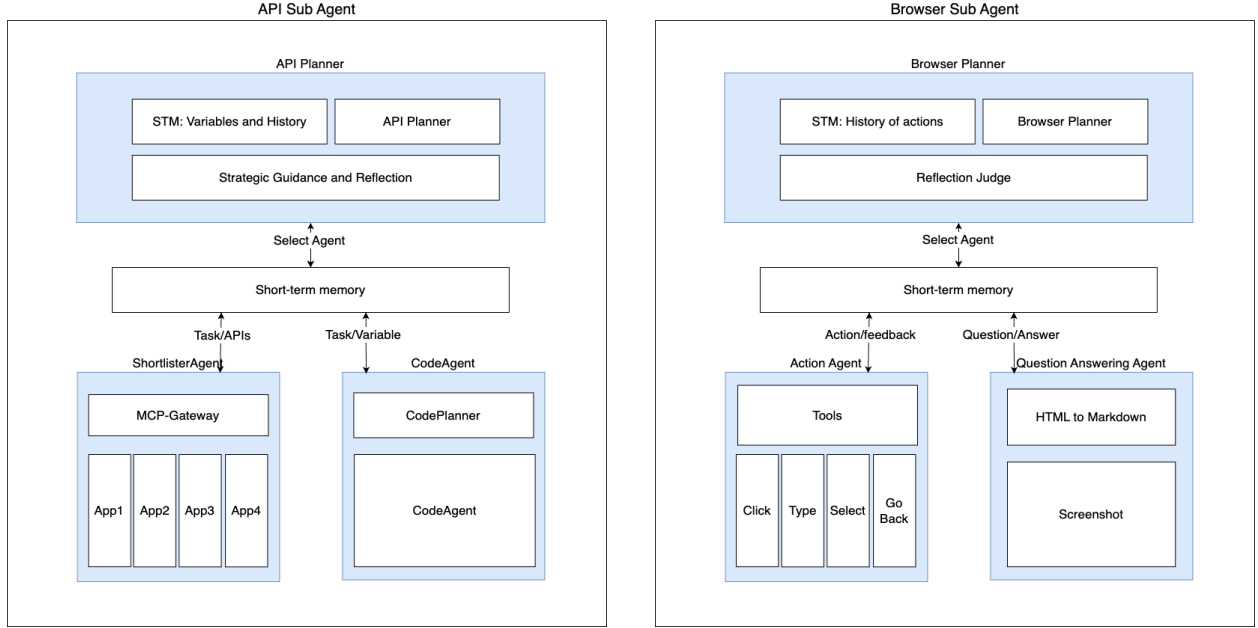 API Sub Agent
API Planner
STM: Variables and History
API Planner
Strategic Guidance and Reflection
Select Agent
Short-term memory
Task/APIs
Task/Variable
ShortlisterAgent
CodeAgent
MCP-Gateway
CodePlanner
App1
App2
App3
App4
CodeAgent
Browser Sub Agent
Browser Planner
STM: History of actions
Browser Planner
Reflection Judge
Select Agent
Short-term memory
Action/feedback
Question/Answer
Action Agent
Question Answering Agent
Tools
HTML to Markdown
Click
Type
Select
Go
Back
Screenshot